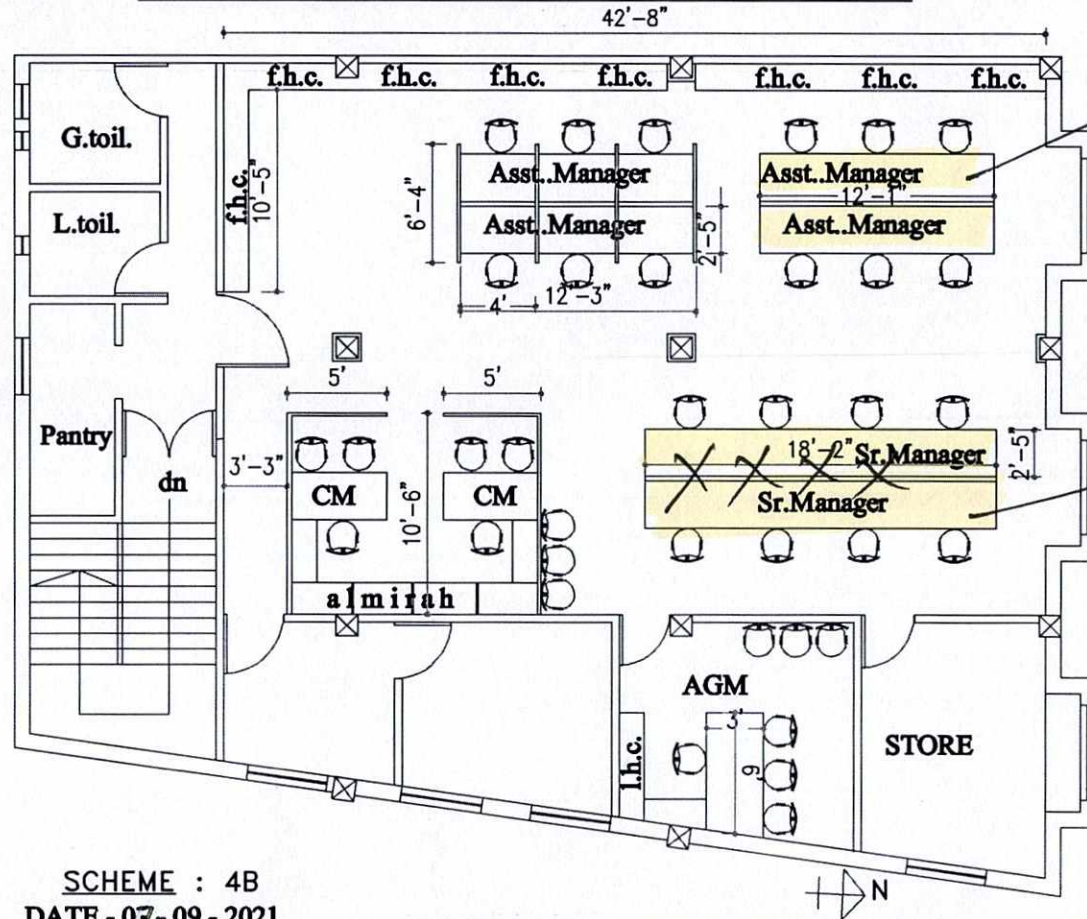 42'-8"
f.h.c. f.h.c. f.h.c. f.h.c. f.h.c. f.h.c. f.h.c.
G.toil.
L.toil.
f.h.c.
10'-5"
6'-4"
Asst..Manager
Asst..Manager
2'-5"
4'
12'-3"
Asst..Manager
12'-1"
Asst..Manager
5'
5'
Pantry
dn
3'-3"
CM
CM
10'-6"
almirah
18'-2" Sr.Manager
Sr.Manager
2'-5"
AGM
3'
6'
l.h.c.
STORE
N
SCHEME : 4B
DATE - 07- 09 - 2021